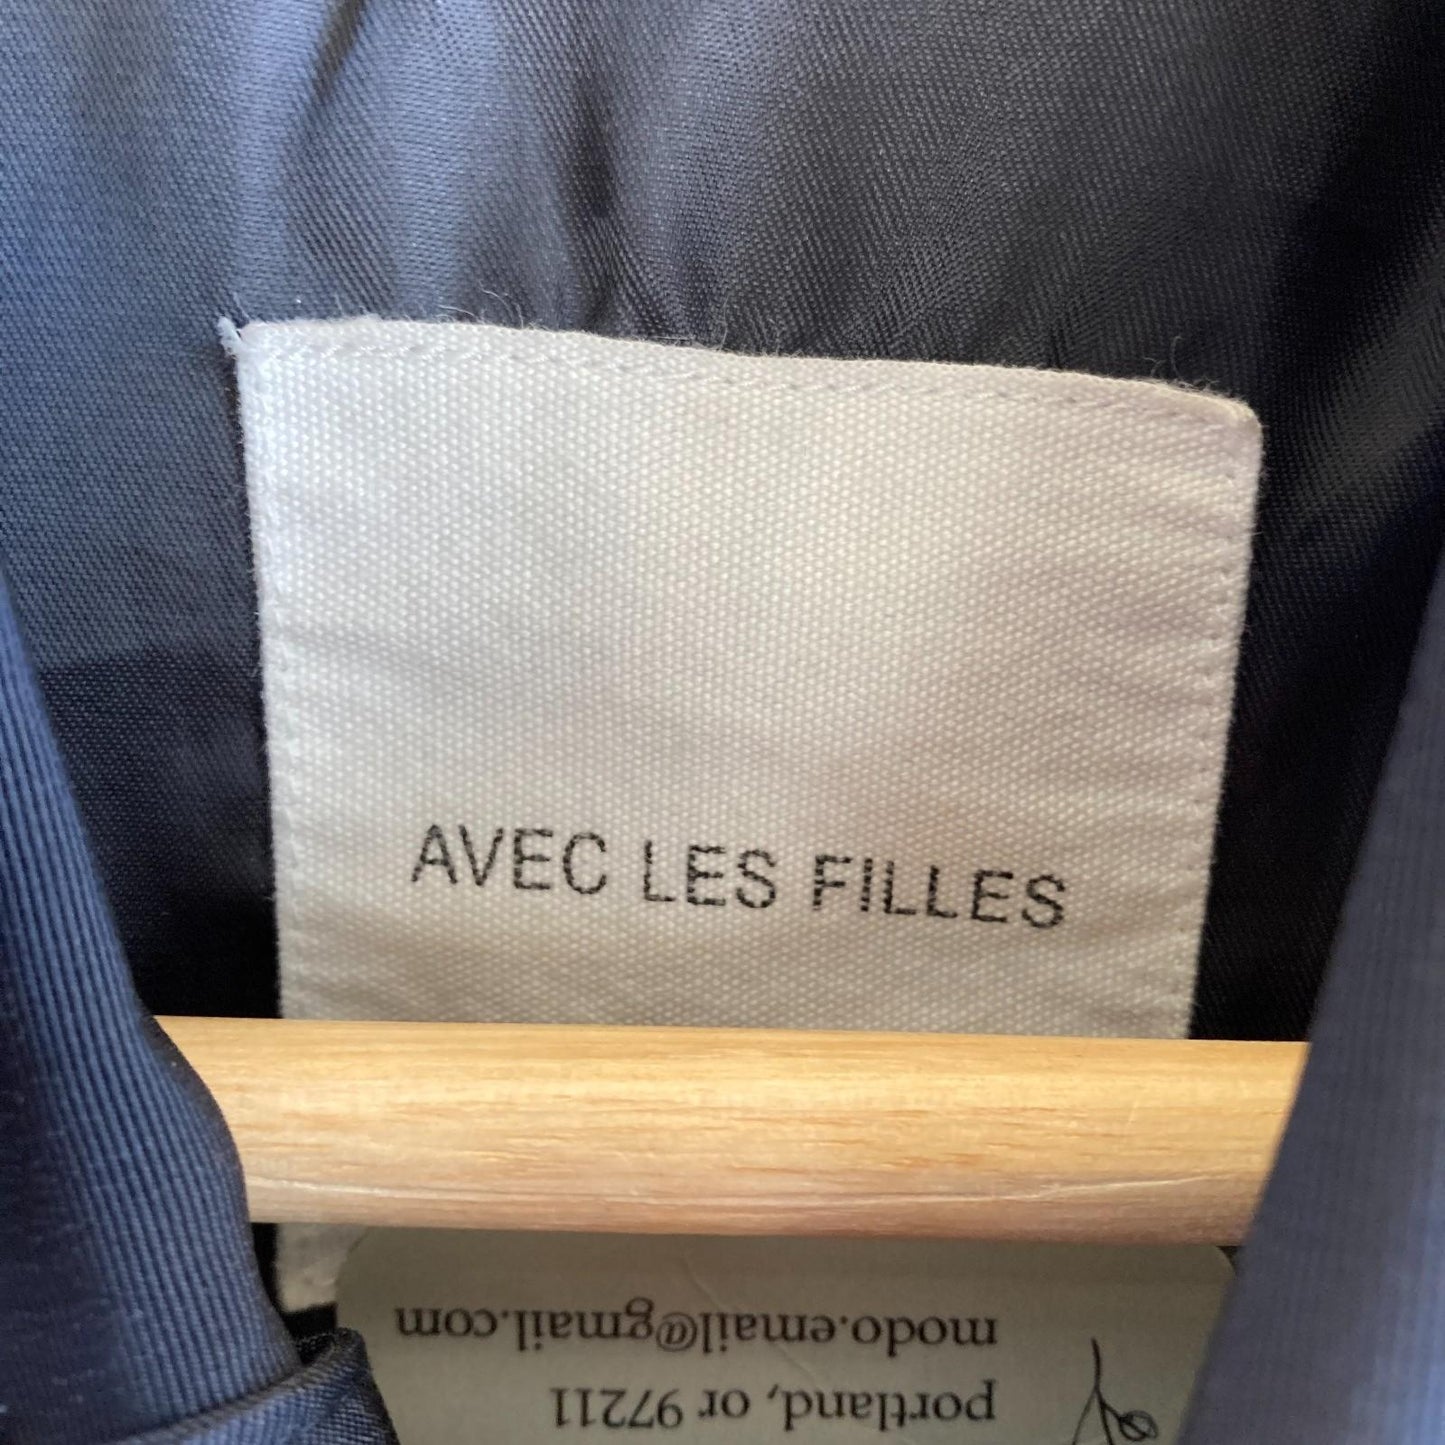 AVEC LES FILLES
portland, or 97211
modo.email@gmail.com